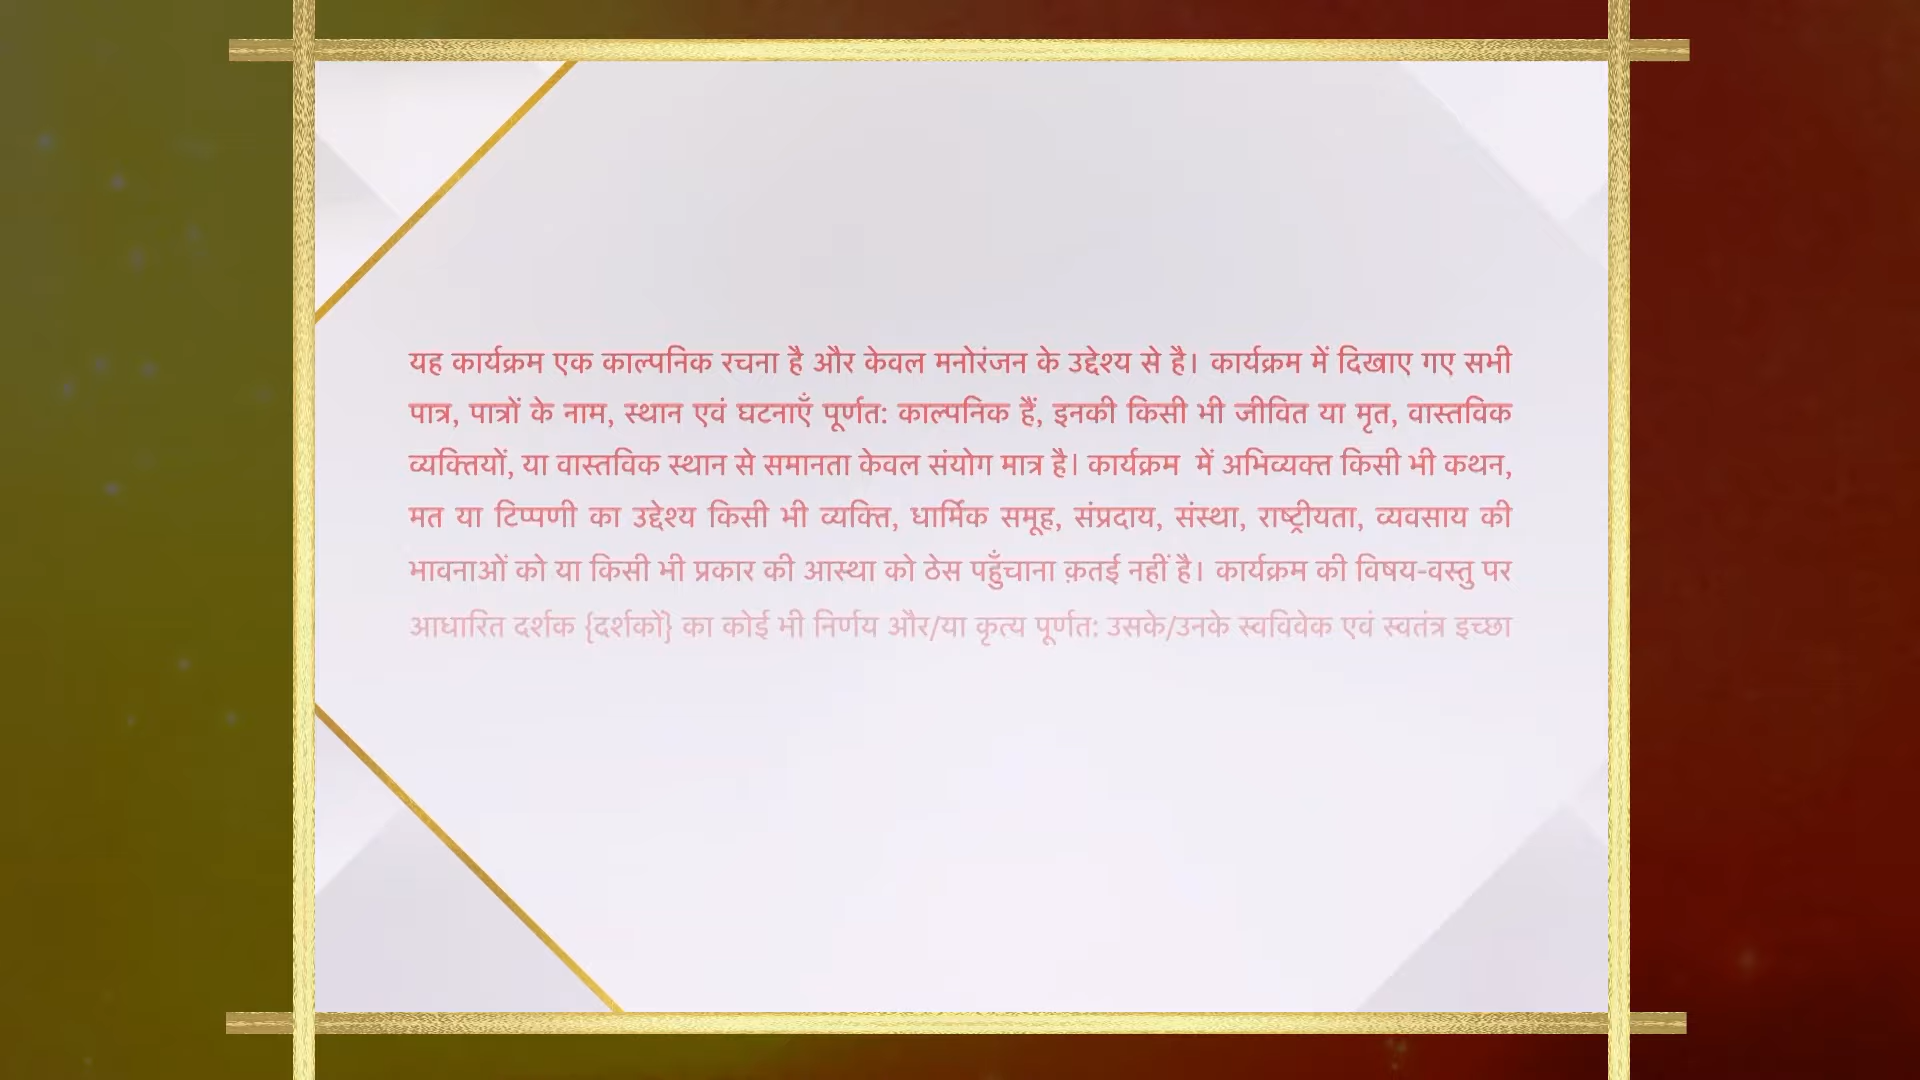 यह कार्यक्रम एक काल्पनिक रचना है और केवल मनोरंजन के उद्देश्य से है। कार्यक्रम में दिखाए गए सभी
पात्र, पात्रों के नाम, स्थान एवं घटनाएँ पूर्णत: काल्पनिक हैं, इनकी किसी भी जीवित या मृत, वास्तविक
व्यक्तियों, या वास्तविक स्थान से समानता केवल संयोग मात्र है। कार्यक्रम में अभिव्यक्त किसी भी कथन,
मत या टिप्पणी का उद्देश्य किसी भी व्यक्ति, धार्मिक समूह, संप्रदाय, संस्था, राष्ट्रीयता, व्यवसाय की
भावनाओं को या किसी भी प्रकार की आस्था को ठेस पहुँचाना क़तई नहीं है। कार्यक्रम की विषय-वस्तु पर
आधारित दर्शक {दर्शकों} का कोई भी निर्णय और/या कृत्य पूर्णत: उसके/उनके स्वविवेक एवं स्वतंत्र इच्छा